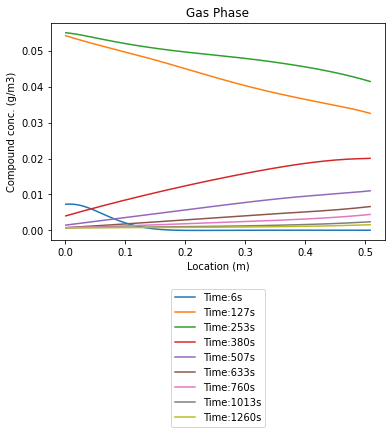 Gas Phase
Compound conc. (g/m3)
0.05
0.04
0.03
0.02
0.01
0.00
0.0 0.1 0.2 0.3 0.4 0.5
Location (m)
Time:6s
Time:127s
Time:253s
Time:380s
Time:507s
Time:633s
Time:760s
Time:1013s
Time:1260s